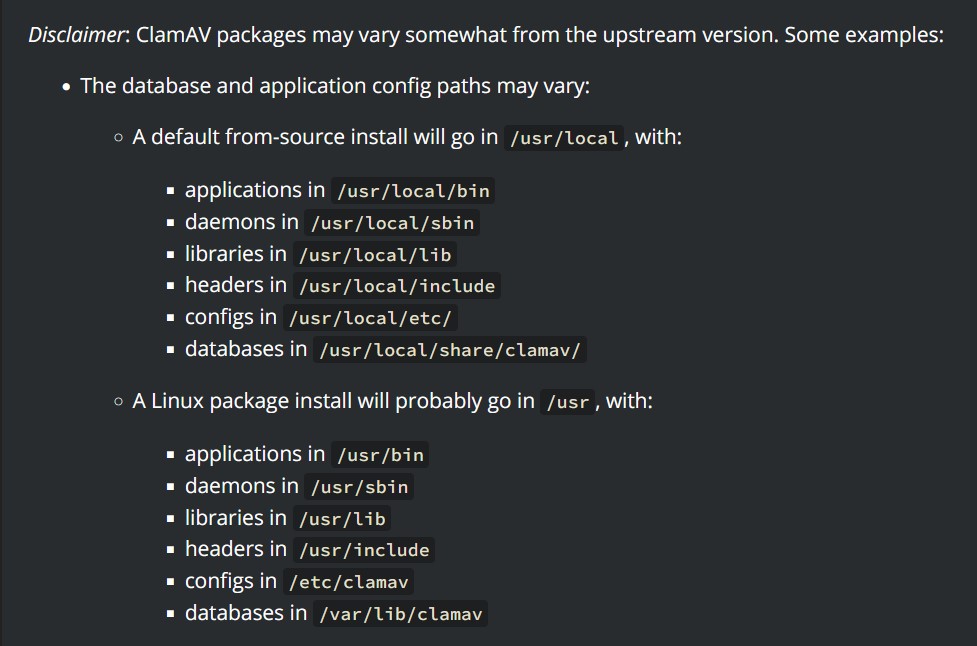 Disclaimer: ClamAV packages may vary somewhat from the upstream version. Some examples:
• The database and application config paths may vary:
○ A default from-source install will go in /usr/local, with:
▪ applications in /usr/local/bin
▪ daemons in /usr/local/sbin
▪ libraries in /usr/local/lib
▪ headers in /usr/local/include
▪ configs in /usr/local/etc/
▪ databases in /usr/local/share/clamav/
○ A Linux package install will probably go in /usr, with:
▪ applications in /usr/bin
▪ daemons in /usr/sbin
▪ libraries in /usr/lib
▪ headers in /usr/include
▪ configs in /etc/clamav
▪ databases in /var/lib/clamav